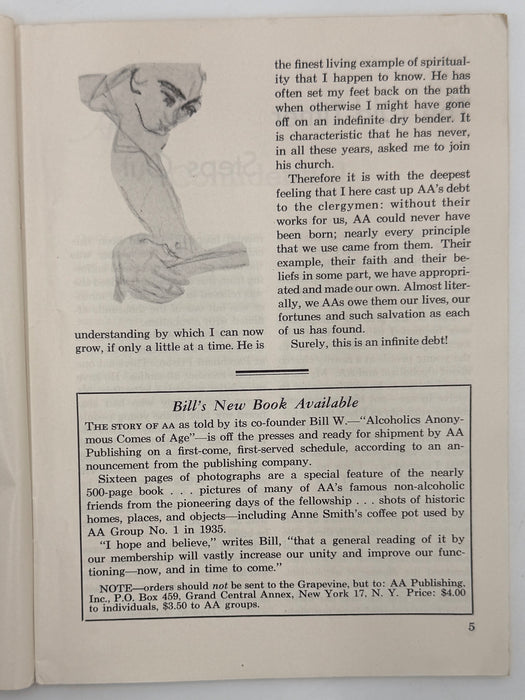 understanding by which I can now
grow, if only a little at a time. He is
the finest living example of spiritual-
ity that I happen to know. He has
often set my feet back on the path
when otherwise I might have gone
off on an indefinite dry bender. It
is characteristic that he has never,
in all these years, asked me to join
his church.
Therefore it is with the deepest
feeling that I here cast up AA's debt
to the clergymen: without their
works for us, AA could never have
been born; nearly every principle
that we use came from them. Their
example, their faith and their be-
liefs in some part, we have appropri-
ated and made our own. Almost liter-
ally, we AAs owe them our lives, our
fortunes and such salvation as each
of us has found.
Surely, this is an infinite debt!
Bill's New Book Available
THE STORY OF AA as told by its co-founder Bill W.—"Alcoholics Anony-
mous Comes of Age"—is off the presses and ready for shipment by AA
Publishing on a first-come, first-served schedule, according to an an-
nouncement from the publishing company.
Sixteen pages of photographs are a special feature of the nearly
500-page book . . . pictures of many of AA's famous non-alcoholic
friends from the pioneering days of the fellowship . . . shots of historic
homes, places, and objects—including Anne Smith's coffee pot used by
AA Group No. 1 in 1935.
"I hope and believe," writes Bill, "that a general reading of it by
our membership will vastly increase our unity and improve our func-
tioning—now, and in time to come."
NOTE—orders should not be sent to the Grapevine, but to: AA Publishing,
Inc., P.O. Box 459, Grand Central Annex, New York 17, N. Y. Price: $4.00
to individuals, $3.50 to AA groups.
5